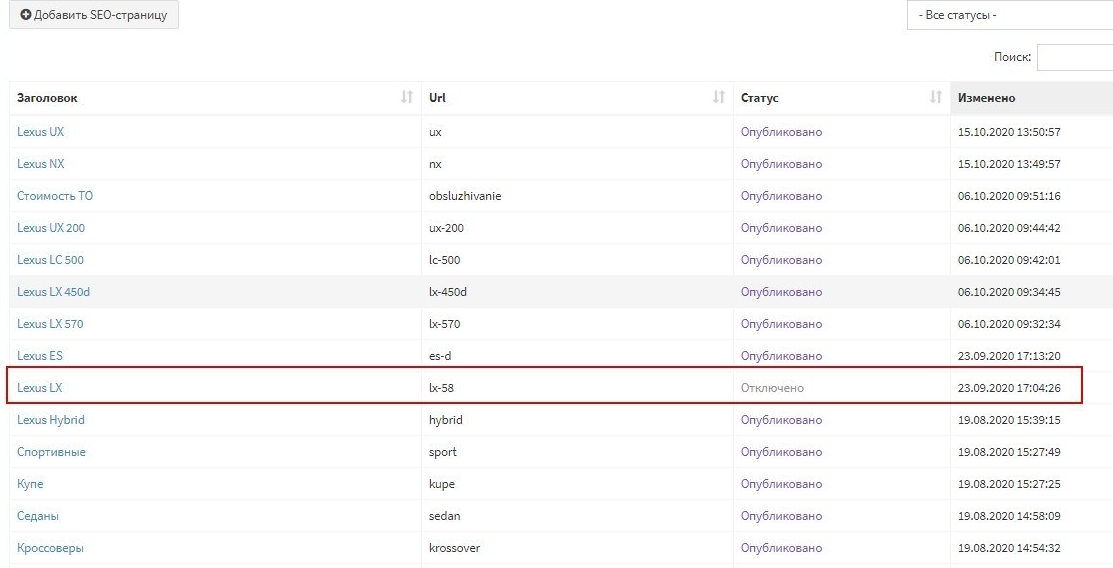 Добавить SEO-страницу
- Все статусы -
Поиск:
Заголовок Url Статус Изменено
Lexus UX ux Опубликовано 15.10.2020 13:50:57
Lexus NX nx Опубликовано 15.10.2020 13:49:57
Стоимость ТО obsluzhivanie Опубликовано 06.10.2020 09:51:16
Lexus UX 200 ux-200 Опубликовано 06.10.2020 09:44:42
Lexus LC 500 lc-500 Опубликовано 06.10.2020 09:42:01
Lexus LX 450d lx-450d Опубликовано 06.10.2020 09:34:45
Lexus LX 570 lx-570 Опубликовано 06.10.2020 09:32:34
Lexus ES es-d Опубликовано 23.09.2020 17:13:20
Lexus LX lx-58 Отключено 23.09.2020 17:04:26
Lexus Hybrid hybrid Опубликовано 19.08.2020 15:39:15
Спортивные sport Опубликовано 19.08.2020 15:27:49
Купе kupe Опубликовано 19.08.2020 15:27:25
Седаны sedan Опубликовано 19.08.2020 14:58:09
Кроссоверы krossover Опубликовано 19.08.2020 14:54:32